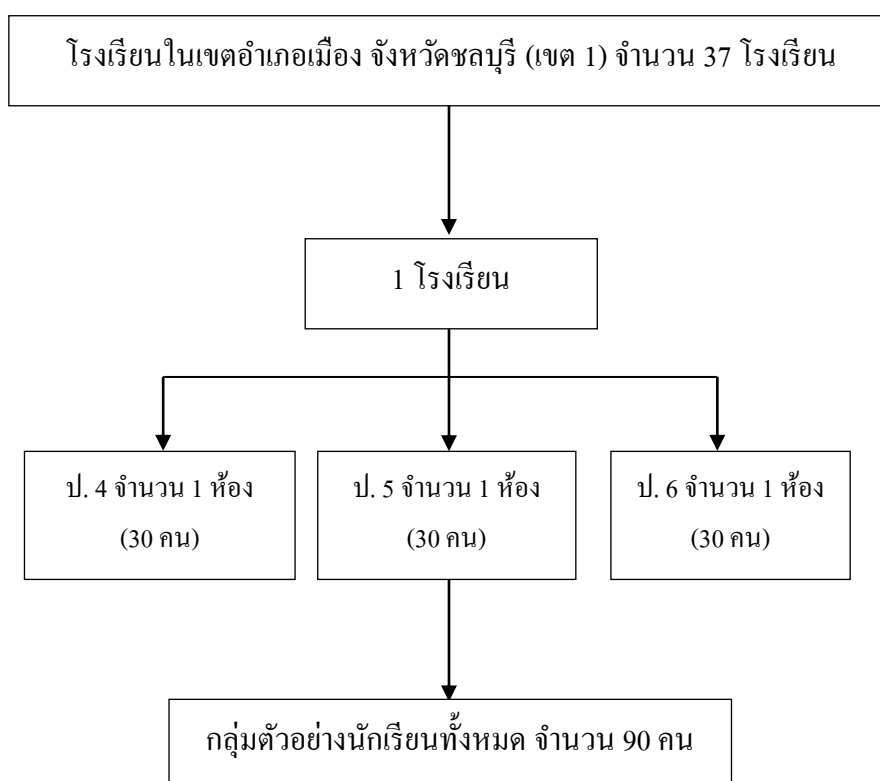 โรงเรียนในเขตอำเภอเมือง จังหวัดชลบุรี (เขต 1) จำนวน 37 โรงเรียน
1 โรงเรียน
ป. 4 จำนวน 1 ห้อง
(30 คน)
ป. 5 จำนวน 1 ห้อง
(30 คน)
ป. 6 จำนวน 1 ห้อง
(30 คน)
กลุ่มตัวอย่างนักเรียนทั้งหมด จำนวน 90 คน